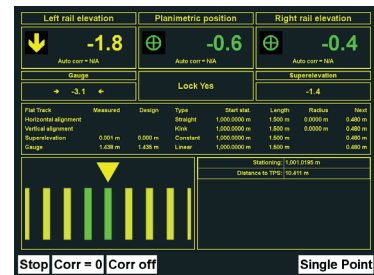 Left rail elevation Planimetric position Right rail elevation
-1.8 -0.6 -0.4
Auto corr = N/A Auto corr = N/A Auto corr = N/A
Gauge Lock Yes Superelevation
-3.1 -1.4
Flat Track Measured Design Type Start stat. Length Radius Next
Horizontal alignment Straight 1,000.0000 m 1.500 m 0.0000 m 0.480 m
Vertical alignment Kink 1,000.0000 m 1.500 m 0.0000 m 0.480 m
Superelevation 0.001 m 0.000 m Constant 1,000.0000 m 1.500 m 0.480 m
Gauge 1.438 m 1.435 m Linear 1,000.0000 m 1.500 m 0.480 m
Stationing: 1,001.0195 m
Distance to TPS: 10.411 m
Stop Corr = 0 Corr off Single Point